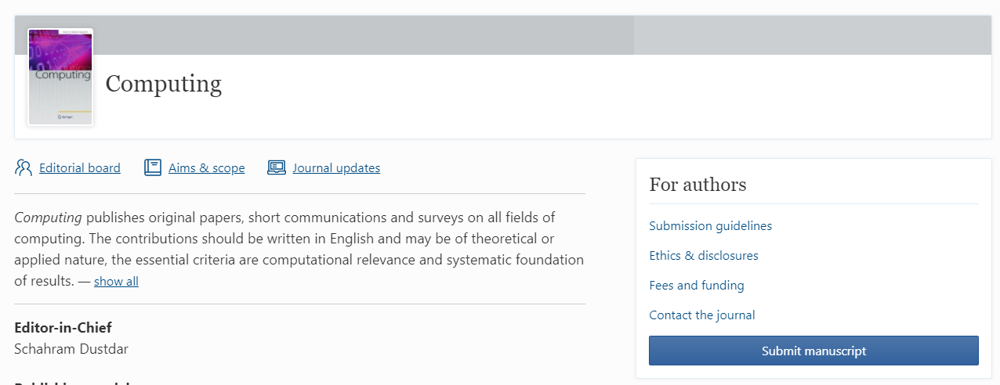 Computing
Springer
Computing
Editorial board
Aims & scope
Journal updates
Computing publishes original papers, short communications and surveys on all fields of
computing. The contributions should be written in English and may be of theoretical or
applied nature, the essential criteria are computational relevance and systematic foundation
of results. — show all
Editor-in-Chief
Schahram Dustdar
For authors
Submission guidelines
Ethics & disclosures
Fees and funding
Contact the journal
Submit manuscript